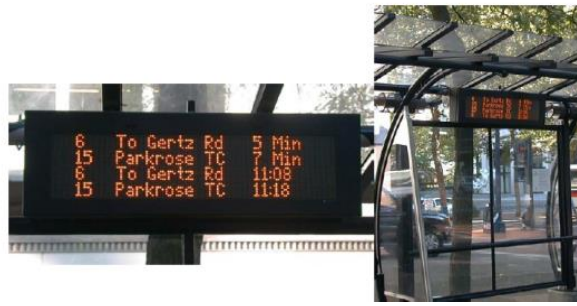 6 To Gertz Rd 5 Min
15 Parkrose TC 7 Min
6 To Gertz Rd 11:08
15 Parkrose TC 11:18